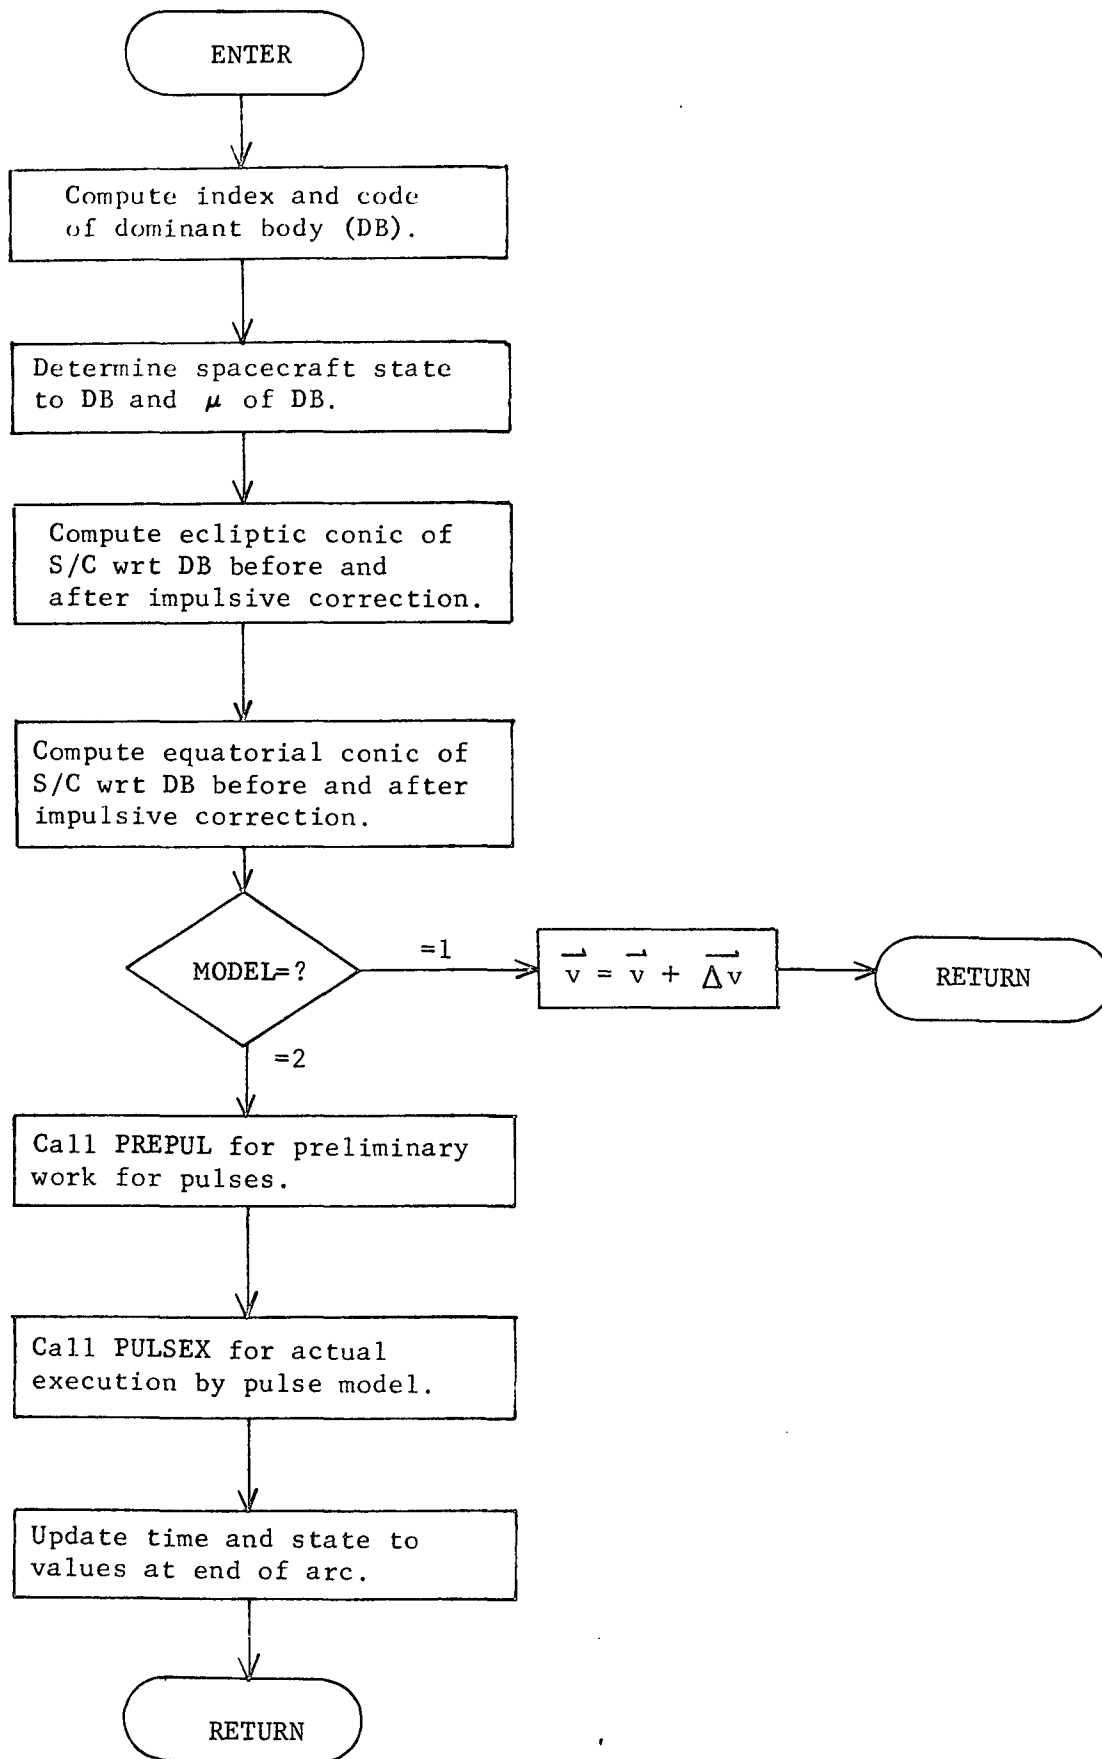 ENTER
Compute index and code
of dominant body (DB).
Determine spacecraft state
to DB and μ of DB.
Compute ecliptic conic of
S/C wrt DB before and
after impulsive correction.
Compute equatorial conic of
S/C wrt DB before and after
impulsive correction.
MODEL=?
=1
v⃗ = v⃗ + Δ⃗v
RETURN
=2
Call PREPUL for preliminary
work for pulses.
Call PULSEX for actual
execution by pulse model.
Update time and state to
values at end of arc.
RETURN